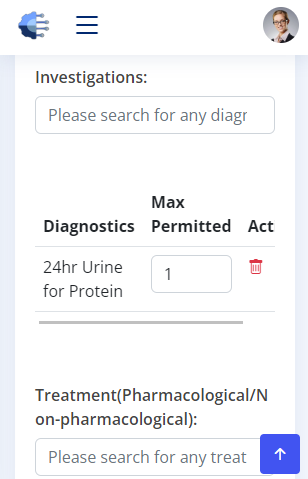 Investigations:
Please search for any diagr
Max
Diagnostics Permitted Act
24hr Urine 1
for Protein
Treatment(Pharmacological/N
on-pharmacological):
Please search for any treat